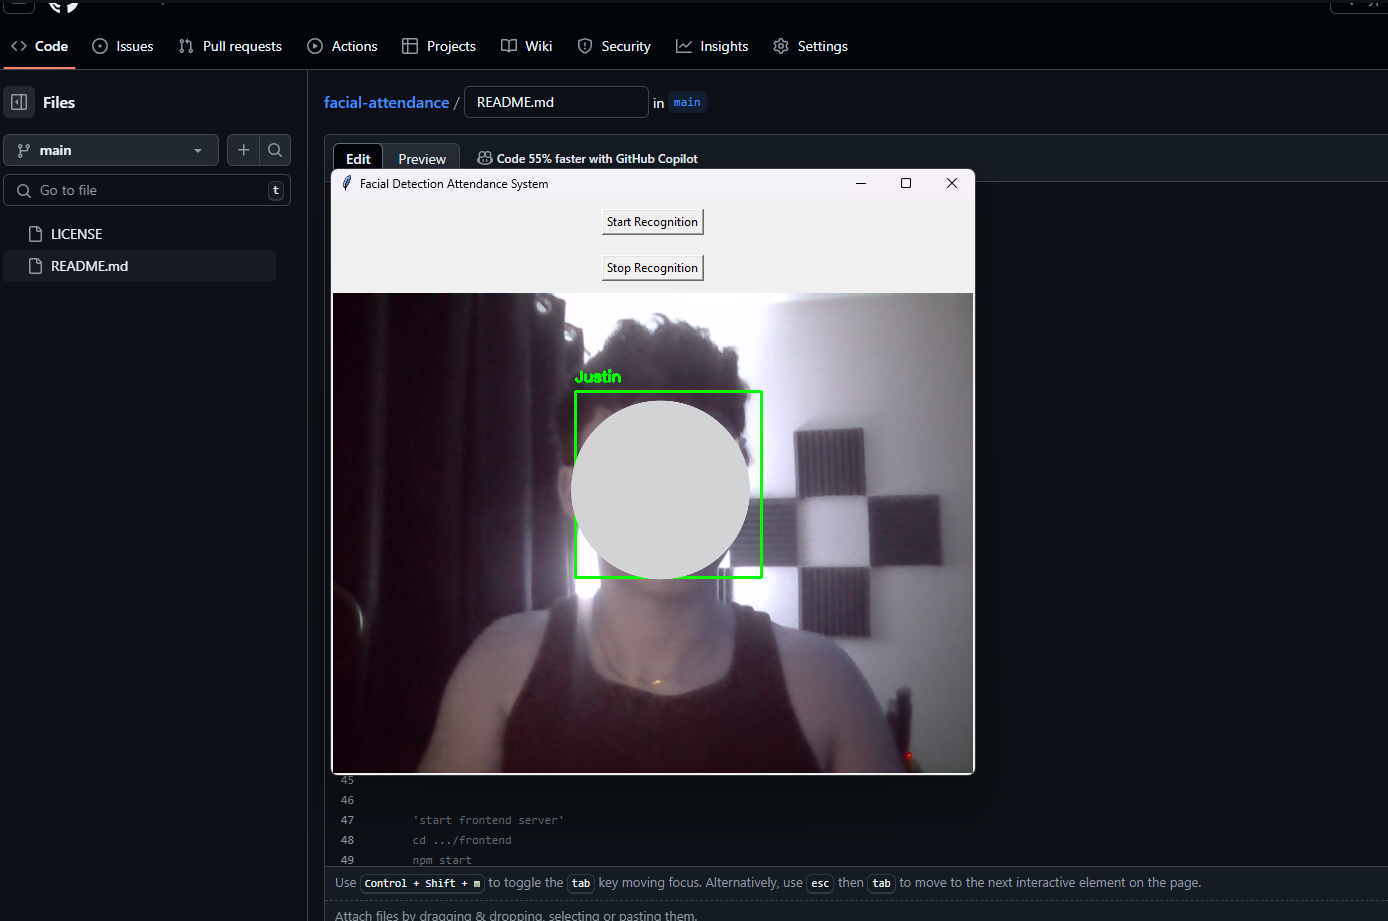 Code Issues Pull requests Actions Projects Wiki Security Insights Settings
Files
facial-attendance / README.md in main
main
Edit Preview Code 55% faster with GitHub Copilot
Go to file t
LICENSE
README.md
Facial Detection Attendance System
Start Recognition
Stop Recognition
Justin
45
46
47 'start frontend server'
48 cd .../frontend
49 npm start
Use Control + Shift + m to toggle the tab key moving focus. Alternatively, use esc then tab to move to the next interactive element on the page.
Attach files by dragging & dropping, selecting or pasting them.